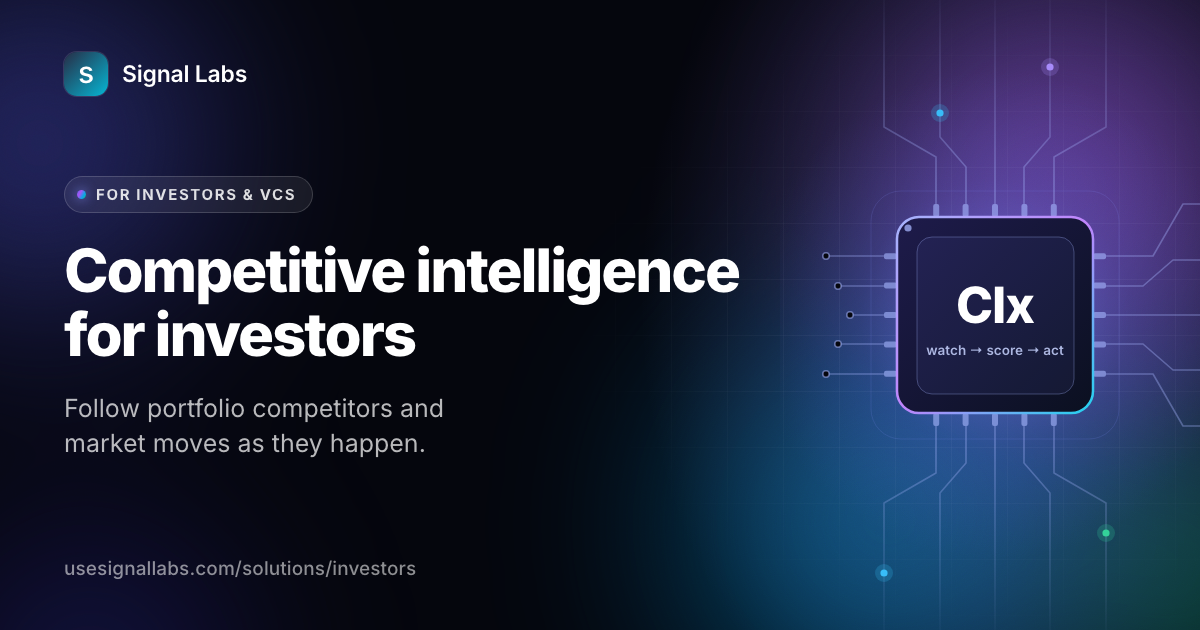 S
Signal Labs
FOR INVESTORS & VCS
Competitive intelligence
for investors
Follow portfolio competitors and
market moves as they happen.
CIx
watch → score → act
usesignallabs.com/solutions/investors